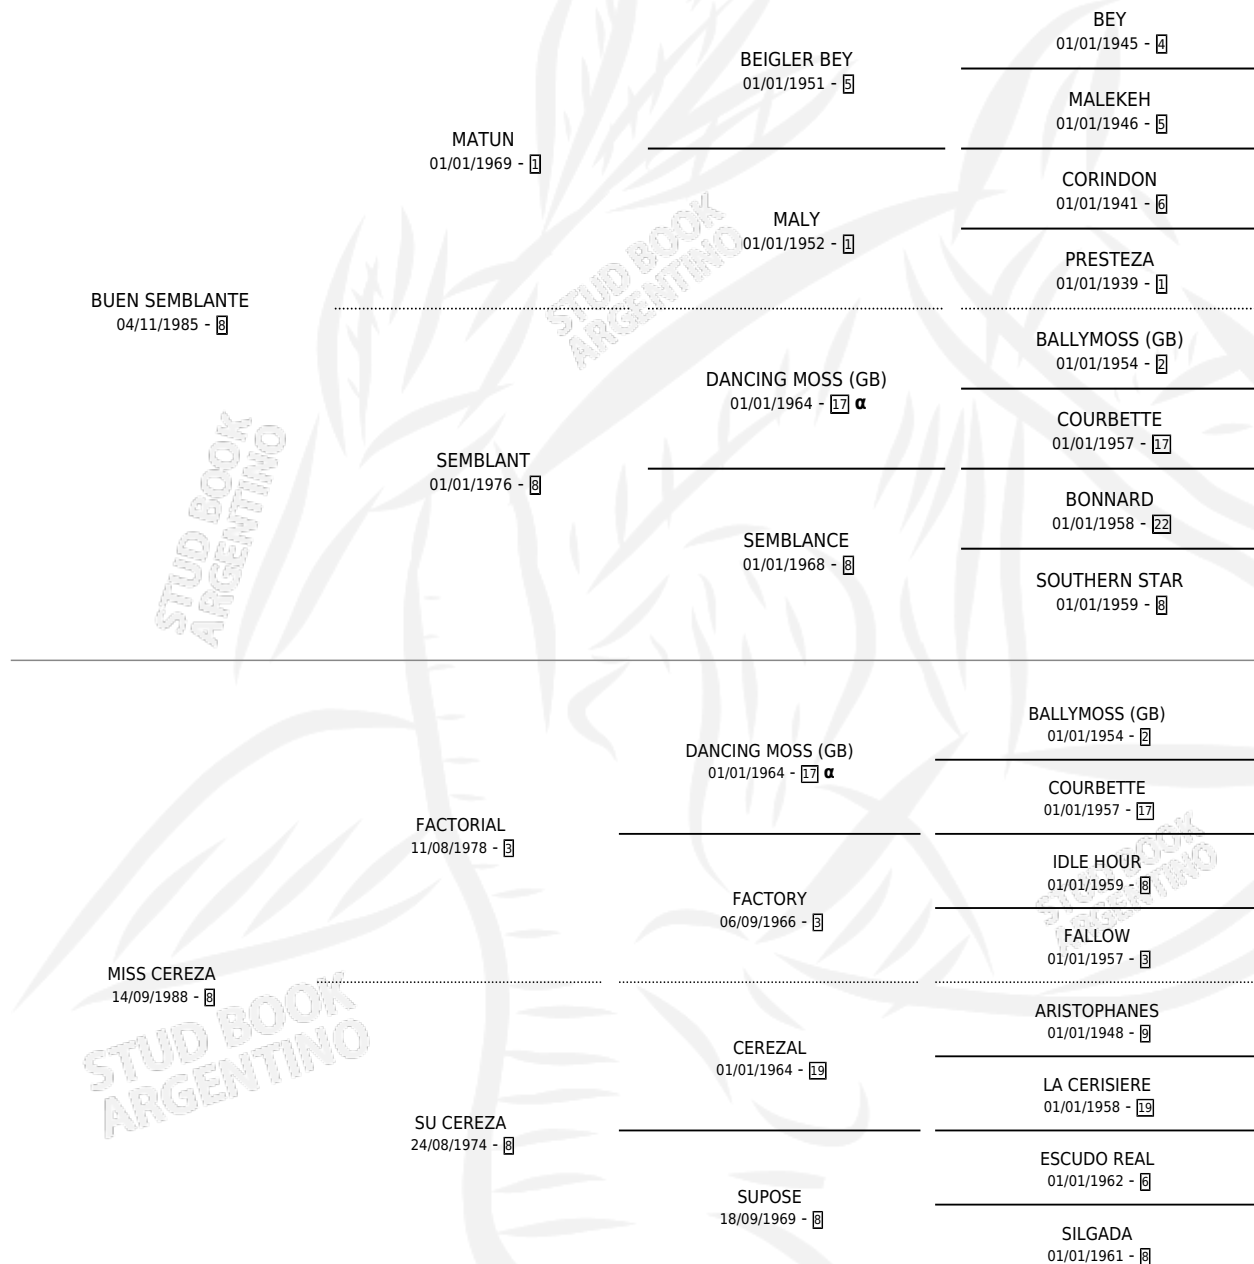 BEY
01/01/1945 - 4
BEIGLER BEY
01/01/1951 - 5
MALEKEH
01/01/1946 - 5
MATUN
01/01/1969 - 1
CORINDON
01/01/1941 - 6
MALY
01/01/1952 - 1
PRESTEZA
01/01/1939 - 1
BUEN SEMBLANTE
04/11/1985 - 8
BALLYMOSS (GB)
01/01/1954 - 2
DANCING MOSS (GB)
01/01/1964 - 17 α
COURBETTE
01/01/1957 - 17
SEMBLANT
01/01/1976 - 8
BONNARD
01/01/1958 - 22
SEMBLANCE
01/01/1968 - 8
SOUTHERN STAR
01/01/1959 - 8
STUD BOOK
ARGENTINO
STUD BOOK
ARGENTINO
BALLYMOSS (GB)
01/01/1954 - 2
DANCING MOSS (GB)
01/01/1964 - 17 α
COURBETTE
01/01/1957 - 17
FACTORIAL
11/08/1978 - 3
IDLE HOUR
01/01/1959 - 8
FACTORY
06/09/1966 - 3
FALLOW
01/01/1957 - 3
MISS CEREZA
14/09/1988 - 8
ARISTOPHANES
01/01/1948 - 9
CEREZAL
01/01/1964 - 19
LA CERISIERE
01/01/1958 - 19
SU CEREZA
24/08/1974 - 8
ESCUDO REAL
01/01/1962 - 6
SUPOSE
18/09/1969 - 8
SILGADA
01/01/1961 - 8
STUD BOOK
ARGENTINO
STUD BOOK
ARGENTINO